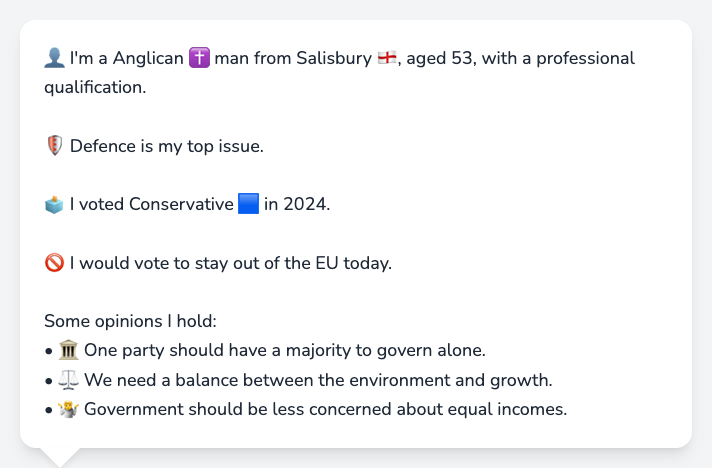 👤 I'm a Anglican ✝️ man from Salisbury 🏴󠁧󠁢󠁥󠁮󠁧󠁿, aged 53, with a professional
qualification.
🛡️ Defence is my top issue.
🗳️ I voted Conservative 🟦 in 2024.
🚫 I would vote to stay out of the EU today.
Some opinions I hold:
• 🏛️ One party should have a majority to govern alone.
• ⚖️ We need a balance between the environment and growth.
• 🤷 Government should be less concerned about equal incomes.